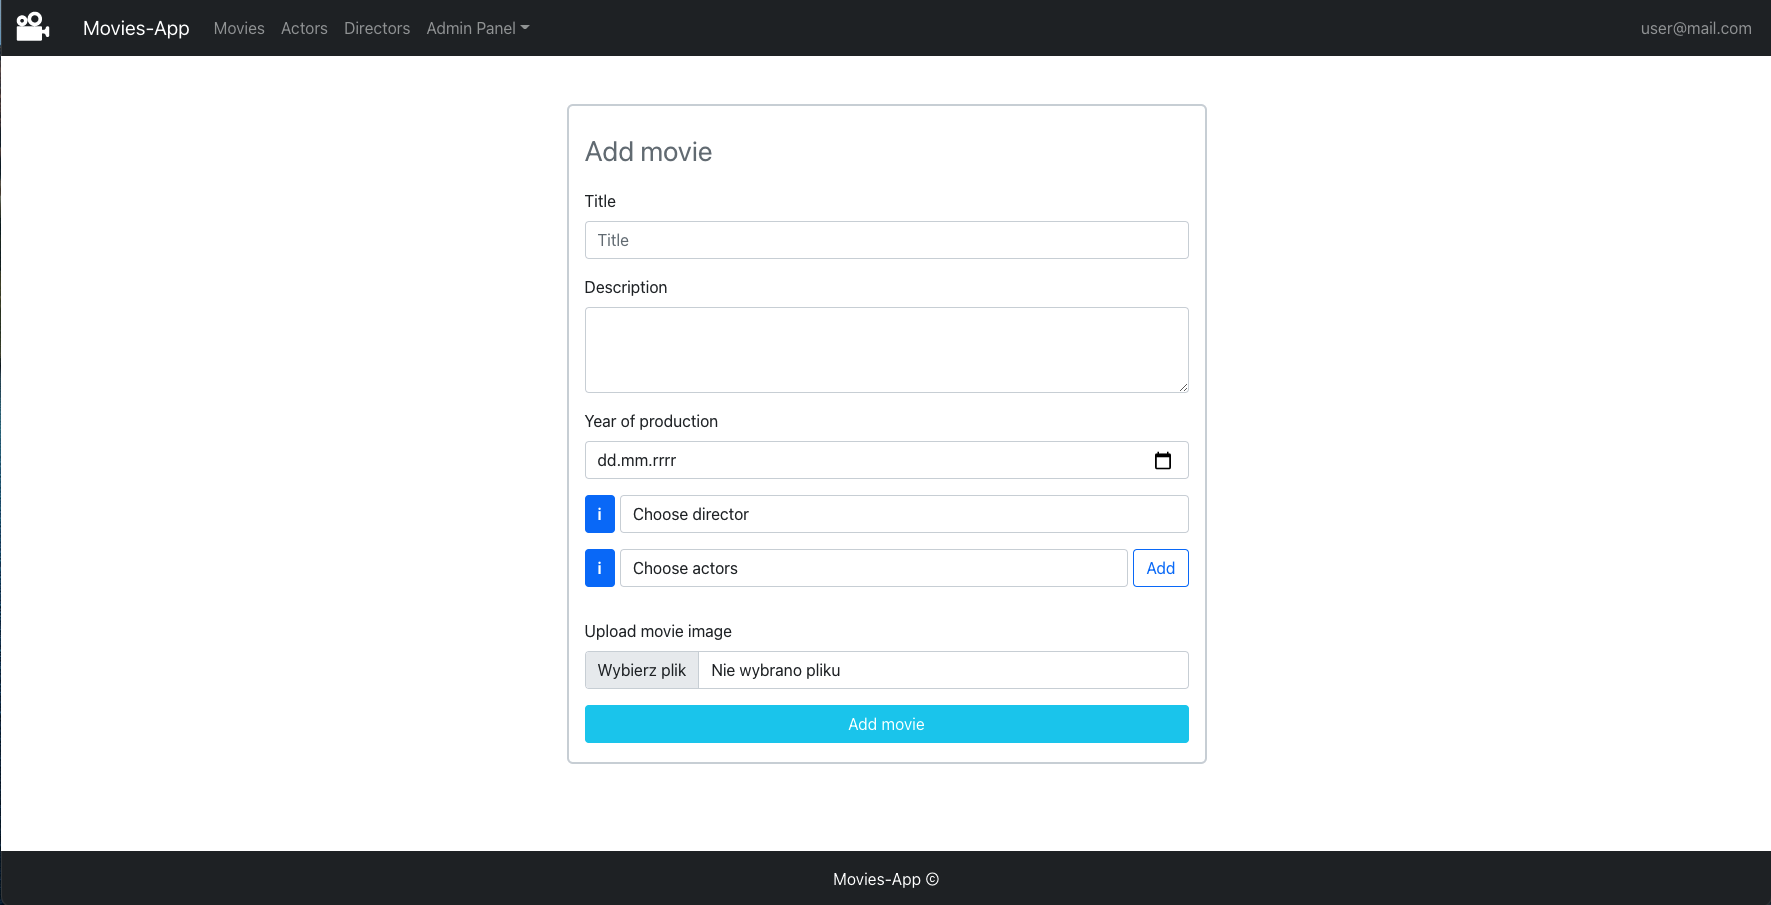 Movies-App Movies Actors Directors Admin Panel user@mail.com
Add movie
Title
Title
Description
Year of production
dd.mm.rrrr
i Choose director
i Choose actors Add
Upload movie image
Wybierz plik Nie wybrano pliku
Add movie
Movies-App ©